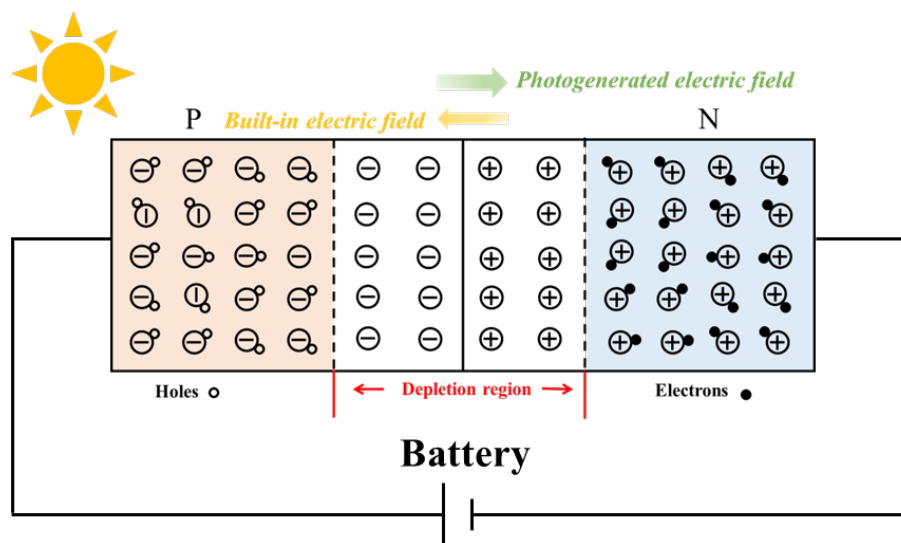 Photogenerated electric field
P
Built-in electric field
N
Holes
Depletion region
Electrons
Battery